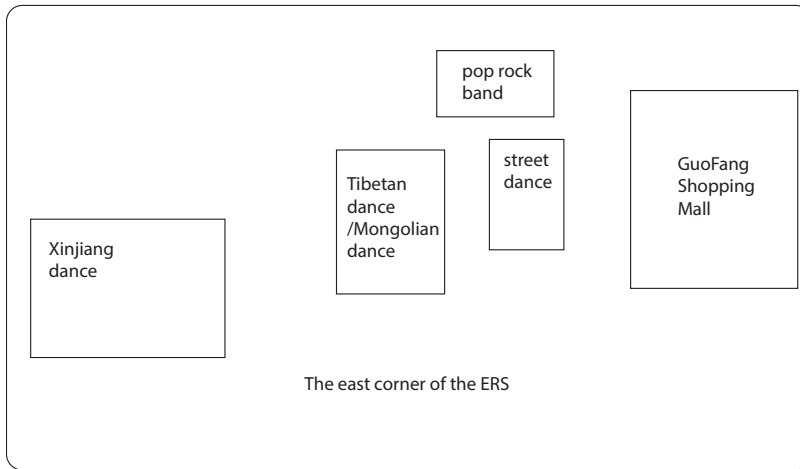 pop rock
band
street
dance
GuoFang
Shopping
Mall
Tibetan
dance
/Mongolian
dance
Xinjiang
dance
The east corner of the ERS